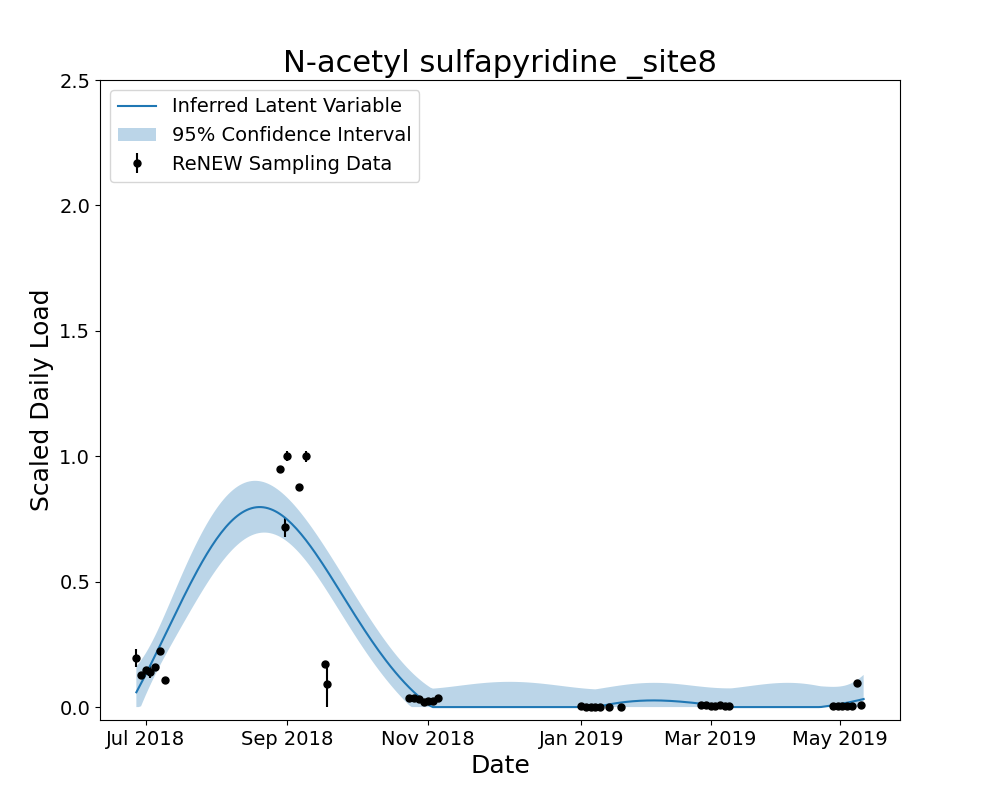 N-acetyl sulfapyridine _site8
Inferred Latent Variable
95% Confidence Interval
ReNEW Sampling Data
Scaled Daily Load
2.5
2.0
1.5
1.0
0.5
0.0
Jul 2018
Sep 2018
Nov 2018
Jan 2019
Mar 2019
May 2019
Date